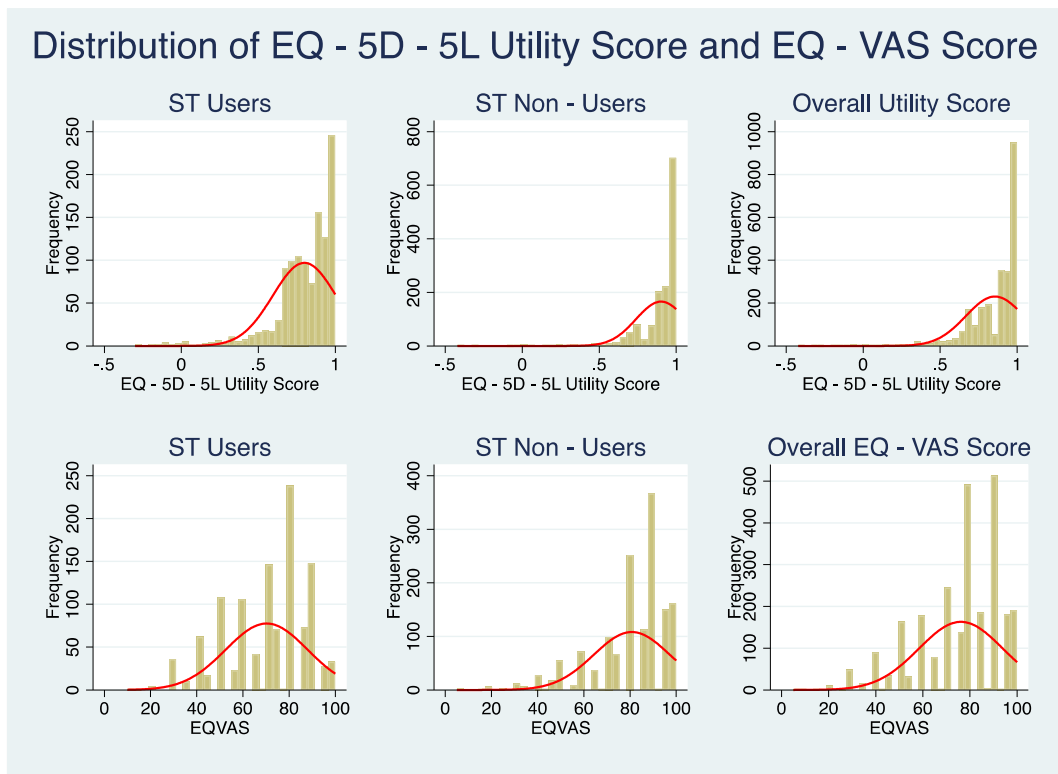 Distribution of EQ - 5D - 5L Utility Score and EQ - VAS Score
ST Users
Frequency
0 50 100 150 200 250
-.5 0 .5 1
EQ - 5D - 5L Utility Score
ST Non - Users
Frequency
0 200 400 600 800
-.5 0 .5 1
EQ - 5D - 5L Utility Score
Overall Utility Score
Frequency
0 200 400 600 800 1000
-.5 0 .5 1
EQ - 5D - 5L Utility Score
ST Users
Frequency
0 50 100 150 200 250
0 20 40 60 80 100
EQVAS
ST Non - Users
Frequency
0 100 200 300 400
0 20 40 60 80 100
EQVAS
Overall EQ - VAS Score
Frequency
0 100 200 300 400 500
0 20 40 60 80 100
EQVAS